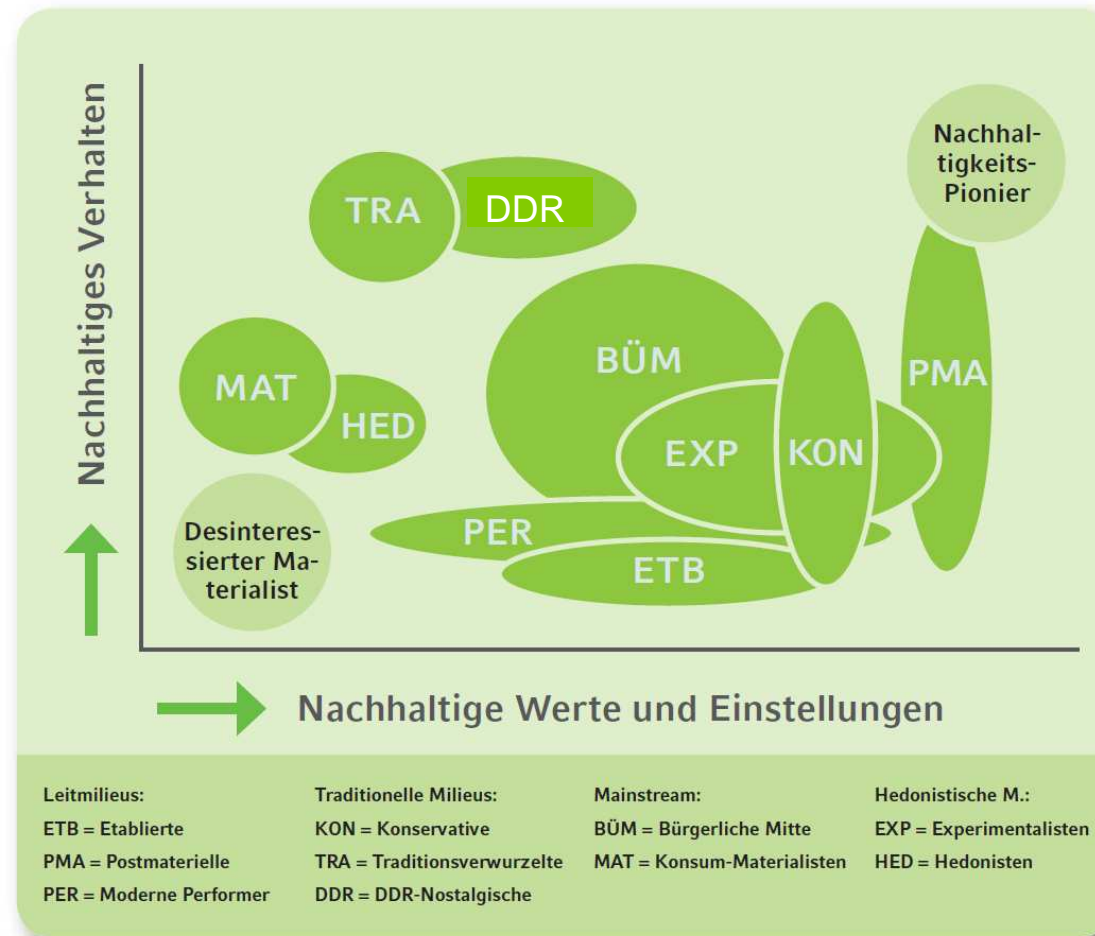 Nachhaltiges Verhalten
TRA
DDR
Nachhal-
tigkeits-
Pionier
MAT
HED
BÜM
EXP
KON
PMA
PER
ETB
Desinteres-
sierter Ma-
terialist
Nachhaltige Werte und Einstellungen
Leitmilieus:
ETB = Etablierte
PMA = Postmaterielle
PER = Moderne Performer
Traditionelle Milieus:
KON = Konservative
TRA = Traditionsverwurzelte
DDR = DDR-Nostalgische
Mainstream:
BÜM = Bürgerliche Mitte
MAT = Konsum-Materialisten
Hedonistische M.:
EXP = Experimentalisten
HED = Hedonisten